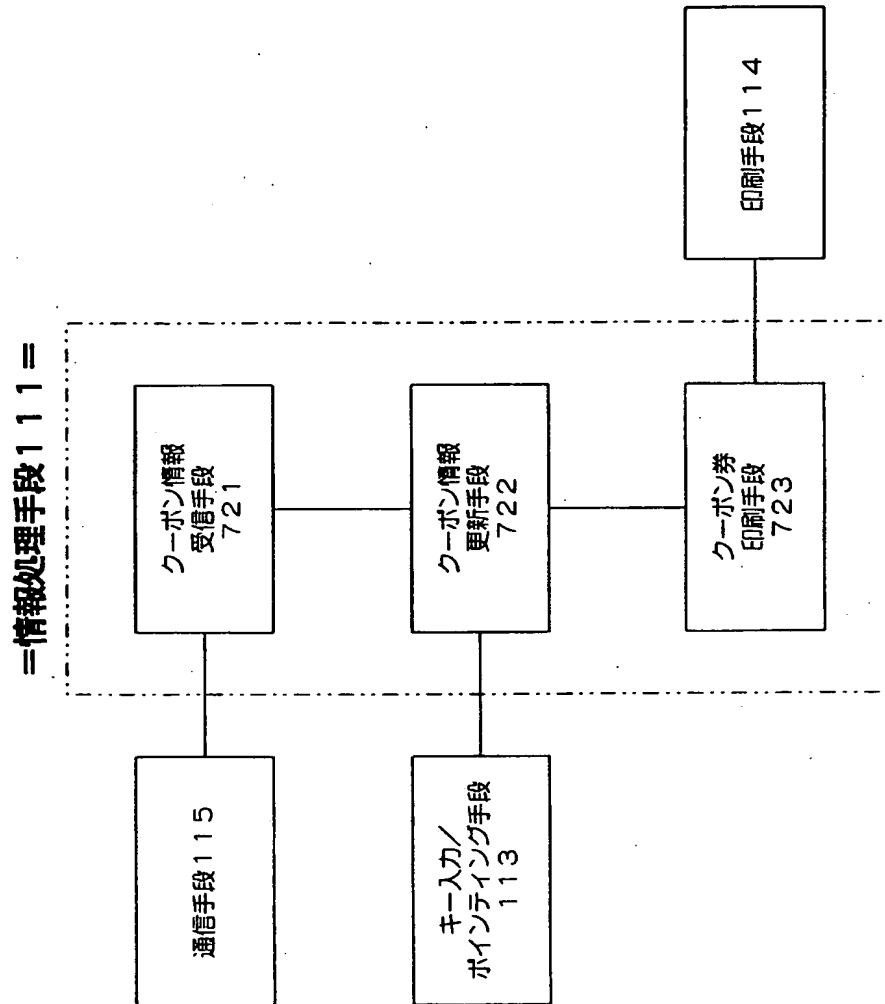 =情報処理手段111=
通信手段115
クーポン情報
受信手段
721
キー入力/
ポインティング手段
113
クーポン情報
更新手段
722
クーポン券
印刷手段
723
印刷手段114